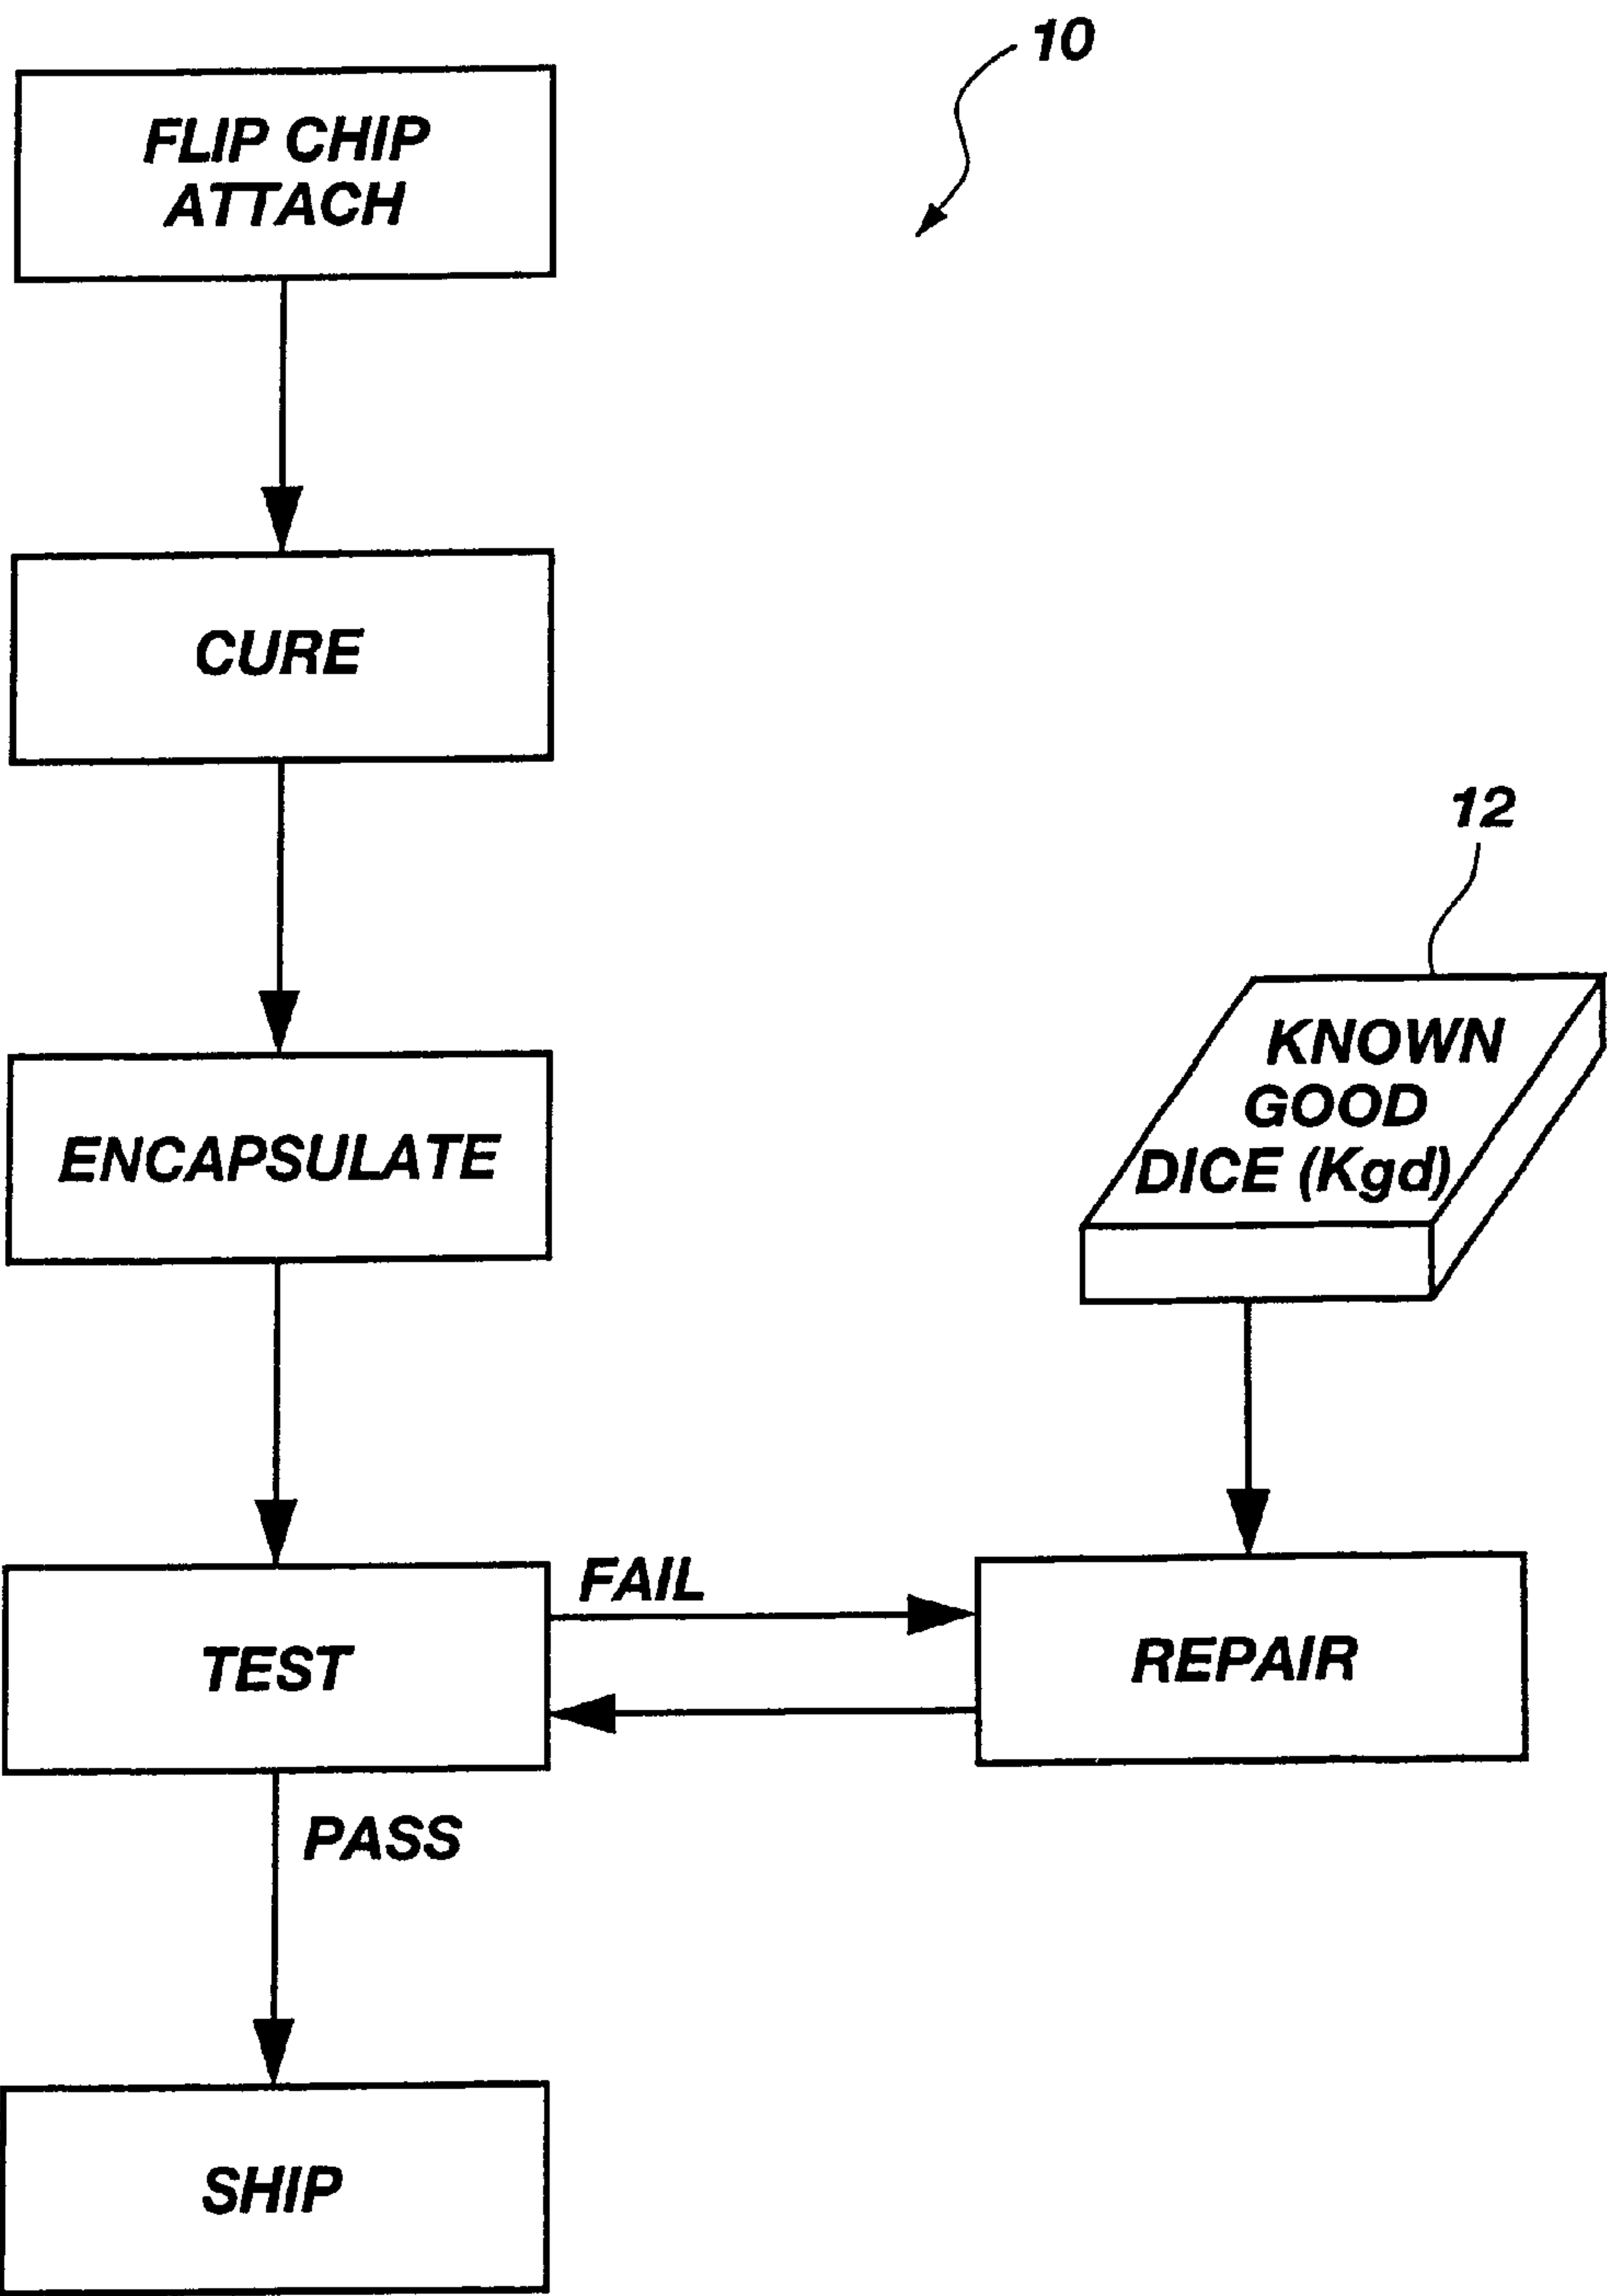 10
FLIP CHIP
ATTACH
CURE
12
KNOWN
GOOD
DICE (Kgd)
ENCAPSULATE
FAIL
TEST
REPAIR
PASS
SHIP